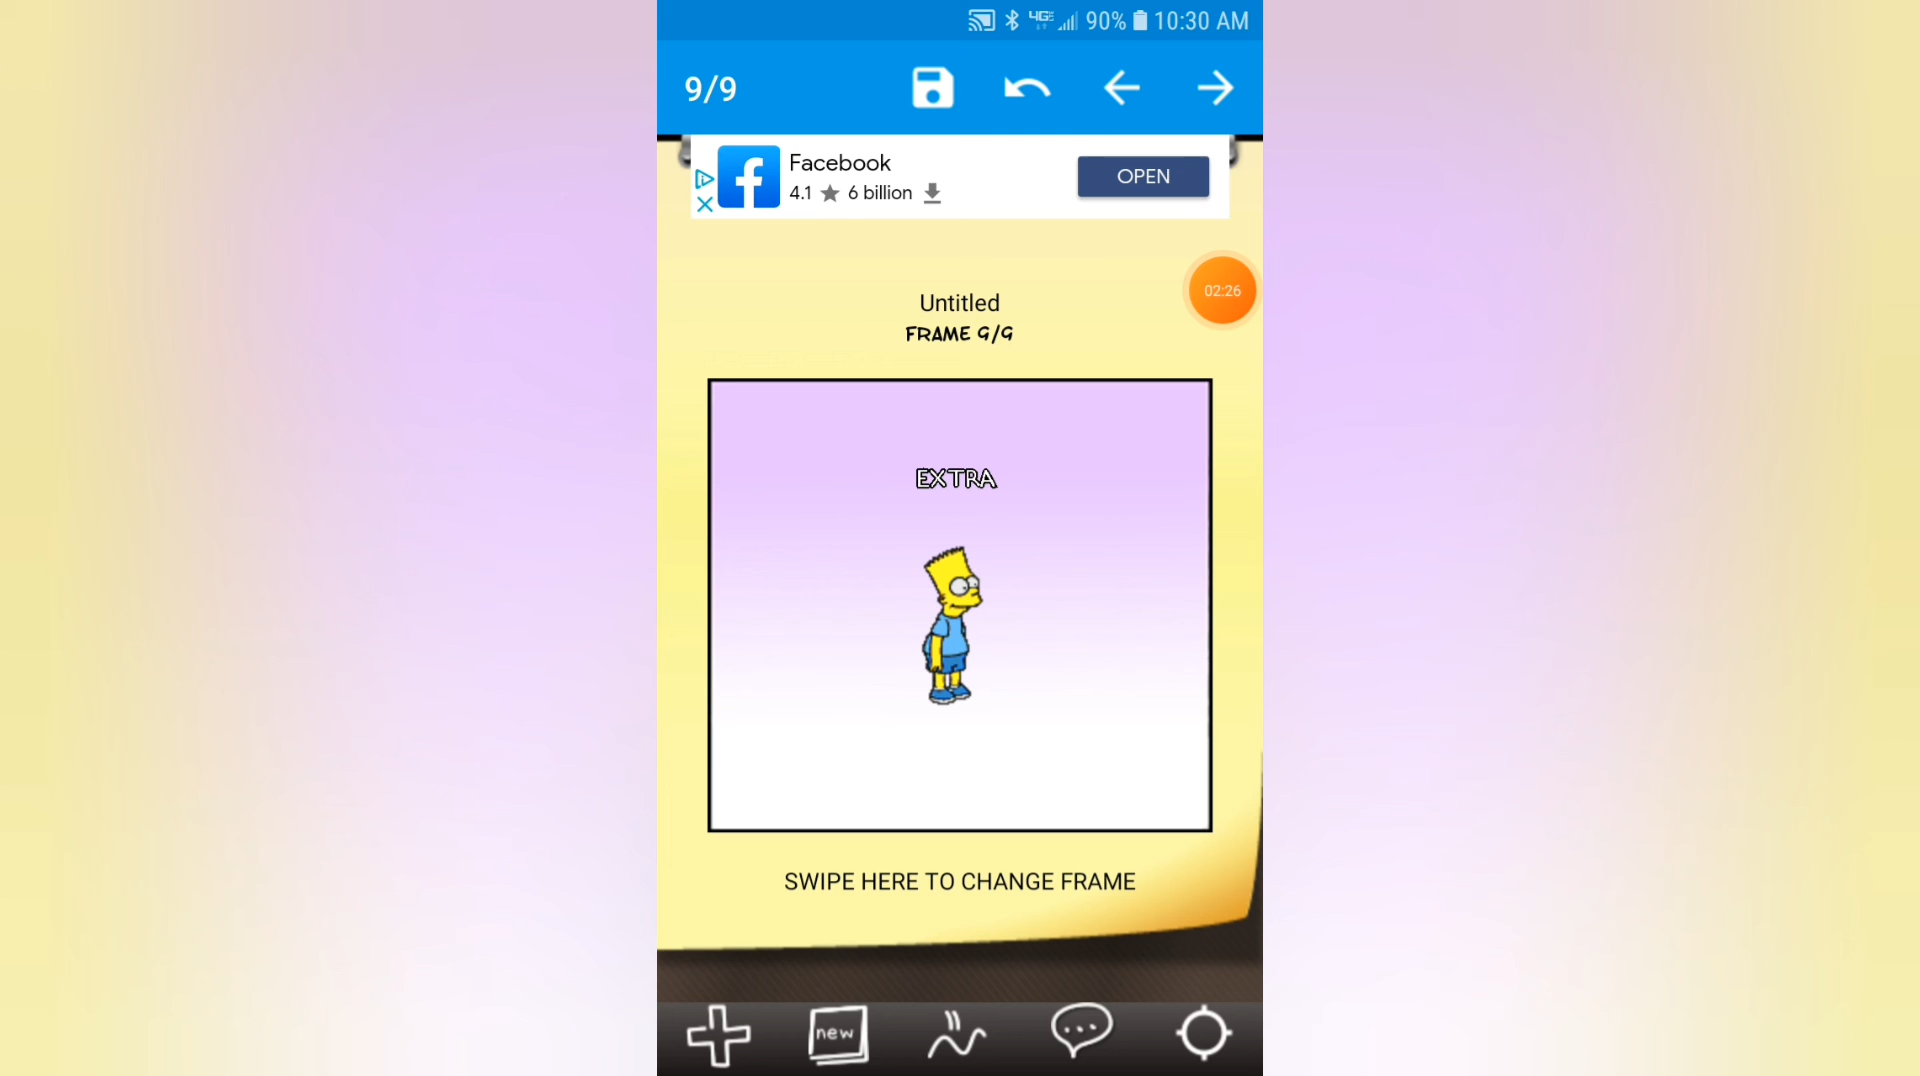 4GE 90% 10:30 AM
9/9
Facebook
4.1 ★ 6 billion
OPEN
02:26
Untitled
FRAME 9/9
EXTRA
SWIPE HERE TO CHANGE FRAME
new